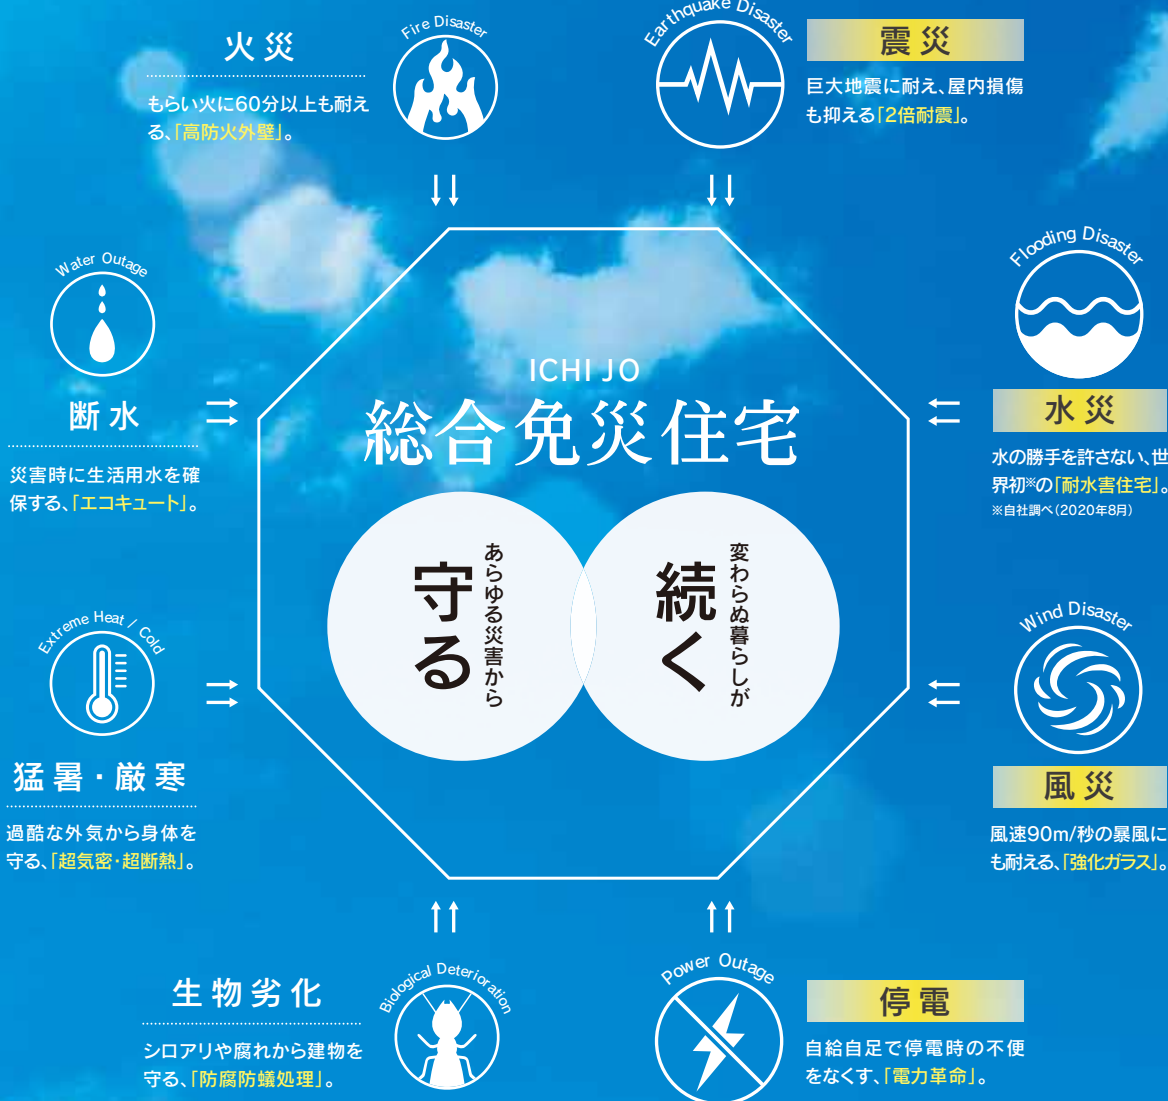 Fire Disaster
火災
もらい火に60分以上も耐え
る、「高防火外壁」。
Earthquake Disaster
震災
巨大地震に耐え、屋内損傷
も抑える「2倍耐震」。
Water Outage
断水
災害時に生活用水を確
保する、「エコキュート」。
Flooding Disaster
水災
水の勝手を許さない、世
界初※の「耐水害住宅」。
※自社調べ(2020年8月)
ICHIJO
総合免災住宅
あらゆる災害から
守る
変わらぬ暮らしが
続く
Extreme Heat / Cold
猛暑・厳寒
過酷な外気から身体を
守る、「超気密・超断熱」。
Wind Disaster
風災
風速90m/秒の暴風に
も耐える、「強化ガラス」。
Biological Deterioration
生物劣化
シロアリや腐れから建物を
守る、「防腐防蟻処理」。
Power Outage
停電
自給自足で停電時の不便
をなくす、「電力革命」。